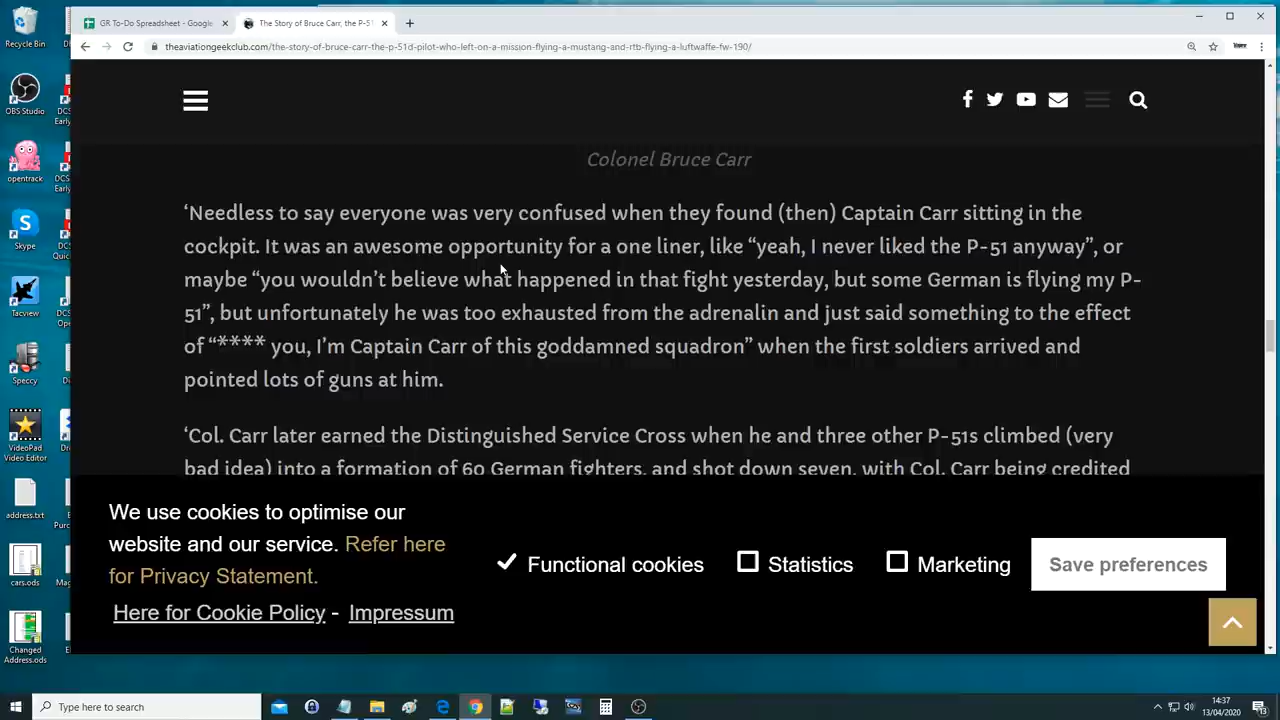 Recycle Bin
OBS Studio
DCS
Early
opentrack
DCS
Early
Skype
DCS
Early
Tacview
DCS
Ope
Speccy
VideoPad
Video Editor
address.txt
Purc
cars.ods
Changed
Address.ods
GR To-Do Spreadsheet - Google
The Story of Bruce Carr, the P-51
theaviationgeekclub.com/the-story-of-bruce-carr-the-p-51d-pilot-who-left-on-a-mission-flying-a-mustang-and-rtb-flying-a-luftwaffe-fw-190/
Colonel Bruce Carr
‘Needless to say everyone was very confused when they found (then) Captain Carr sitting in the
cockpit. It was an awesome opportunity for a one liner, like “yeah, I never liked the P-51 anyway”, or
maybe “you wouldn’t believe what happened in that fight yesterday, but some German is flying my P-
51”, but unfortunately he was too exhausted from the adrenalin and just said something to the effect
of “**** you, I’m Captain Carr of this goddamned squadron” when the first soldiers arrived and
pointed lots of guns at him.
‘Col. Carr later earned the Distinguished Service Cross when he and three other P-51s climbed (very
bad idea) into a formation of 60 German fighters, and shot down seven, with Col. Carr being credited
We use cookies to optimise our
website and our service. Refer here
for Privacy Statement.
Here for Cookie Policy - Impressum
Functional cookies
Statistics
Marketing
Save preferences
Type here to search
14:37
13/04/2020